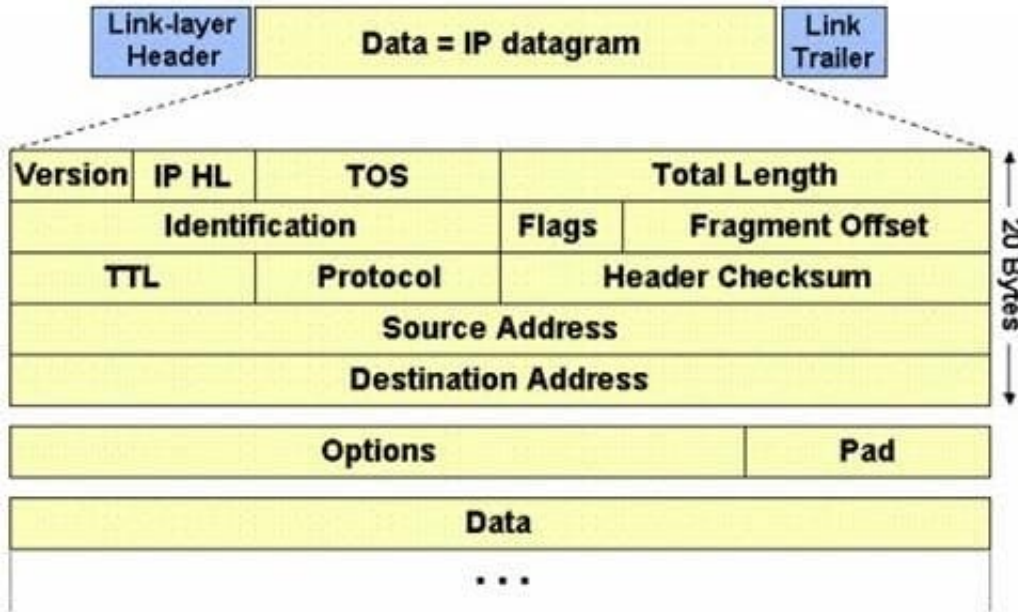 Link-layer
Header
Data = IP datagram
Link
Trailer
Version IP HL TOS Total Length
Identification Flags Fragment Offset
TTL Protocol Header Checksum
Source Address
Destination Address
20 Bytes
Options Pad
Data
...